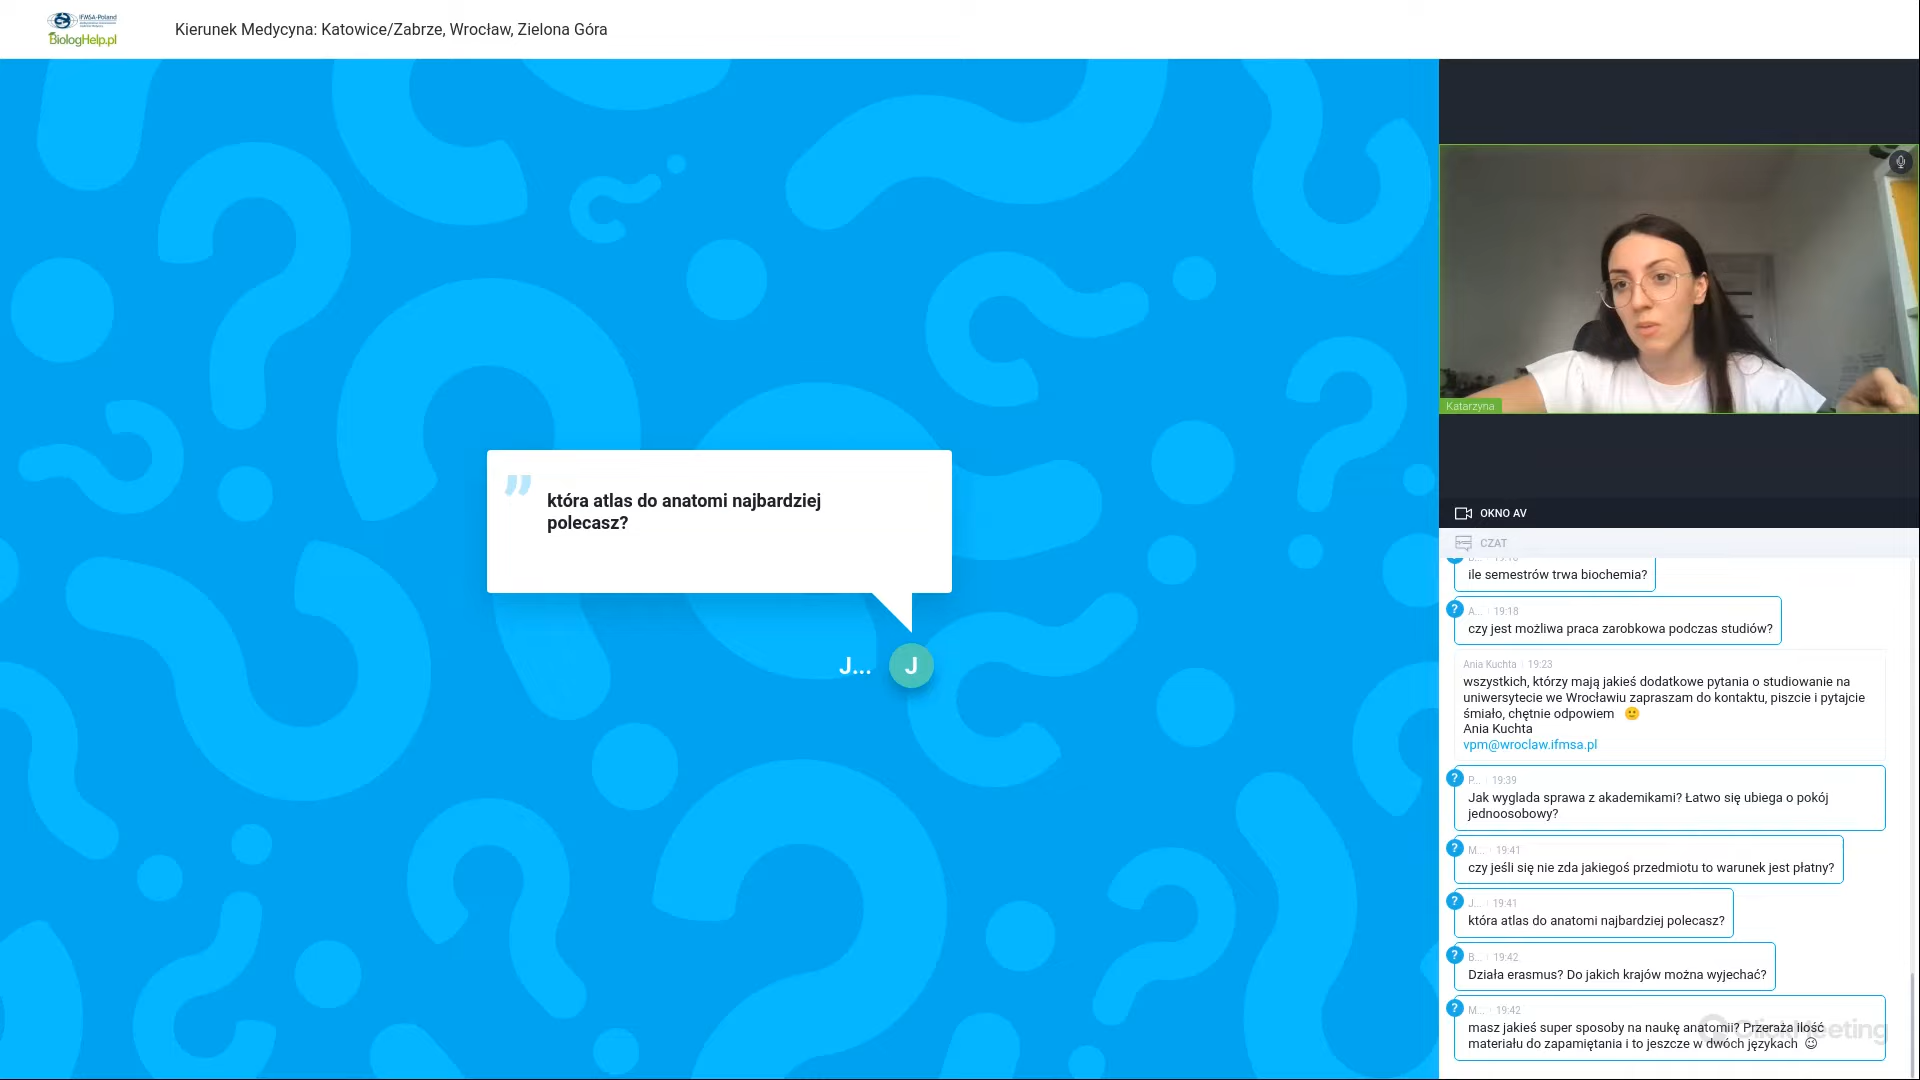 IFMSA-Poland
BiologHelp.pl
Kierunek Medycyna: Katowice/Zabrze, Wrocław, Zielona Góra
która atlas do anatomi najbardziej
polecasz?
J...
J
Katarzyna
OKNO AV
CZAT
ile semestrów trwa biochemia?
?
A... 19:18
czy jest możliwa praca zarobkowa podczas studiów?
Ania Kuchta 19:23
wszystkich, którzy mają jakieś dodatkowe pytania o studiowanie na
uniwersytecie we Wrocławiu zapraszam do kontaktu, piszcie i pytajcie
śmiało, chętnie odpowiem 🙂
Ania Kuchta
vpm@wroclaw.ifmsa.pl
?
P... 19:39
Jak wyglada sprawa z akademikami? Łatwo się ubiega o pokój
jednoosobowy?
?
M... 19:41
czy jeśli się nie zda jakiegoś przedmiotu to warunek jest płatny?
?
J... 19:41
która atlas do anatomi najbardziej polecasz?
?
B... 19:42
Działa erasmus? Do jakich krajów można wyjechać?
?
M... 19:42
masz jakieś super sposoby na naukę anatomii? Przeraża ilość
materiału do zapamiętania i to jeszcze w dwóch językach 😉
ClickMeeting